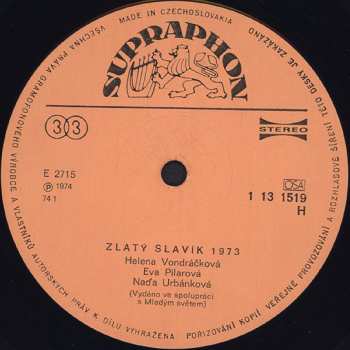 MADE IN CZECHOSLOVAKIA
VŠECHNA PRÁVA GRAMOFONOVÉHO VÝROBCE A VLASTNÍKŮ AUTORSKÝCH PRÁV K DÍLU VYHRAZENA. POŘIZOVÁNÍ KOPIÍ, VEŘEJNÉ PROVOZOVÁNÍ A ROZHLASOVÉ ŠÍŘENÍ TÉTO DESKY JE ZAKÁZÁNO
SUPRAPHON
33
STEREO
E 2715
Ⓟ 1974
74 1
OSA
1 13 1519
H
ZLATÝ SLAVÍK 1973
Helena Vondráčková
Eva Pilarová
Naďa Urbánková
(Vydáno ve spolupráci
s Mladým světem)